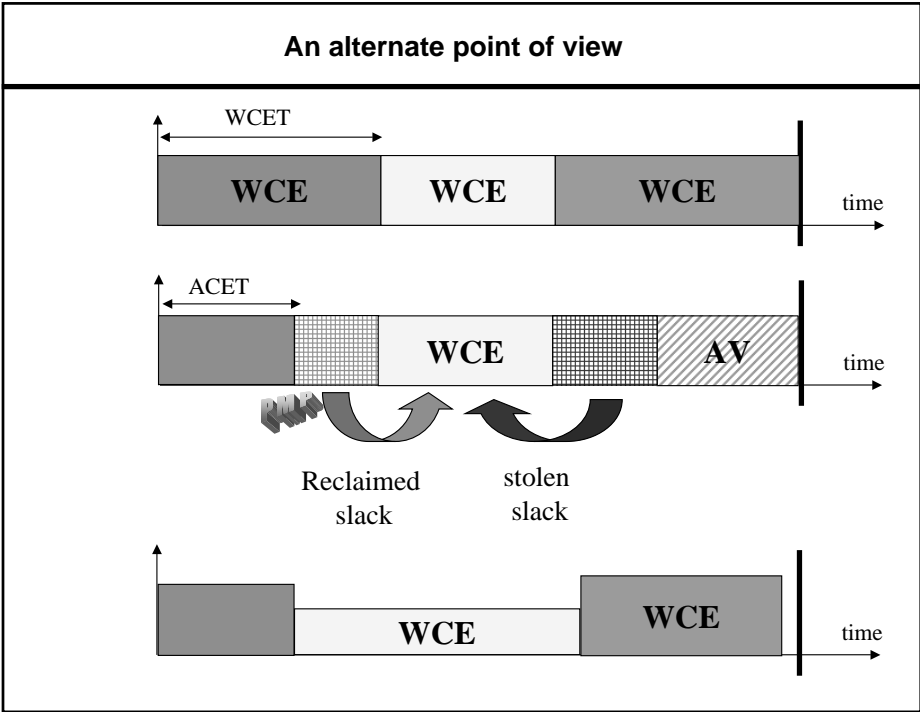 An alternate point of view
WCET
WCE WCE WCE
time
ACET
WCE AV
time
PMP
Reclaimed
slack
stolen
slack
WCE WCE
time